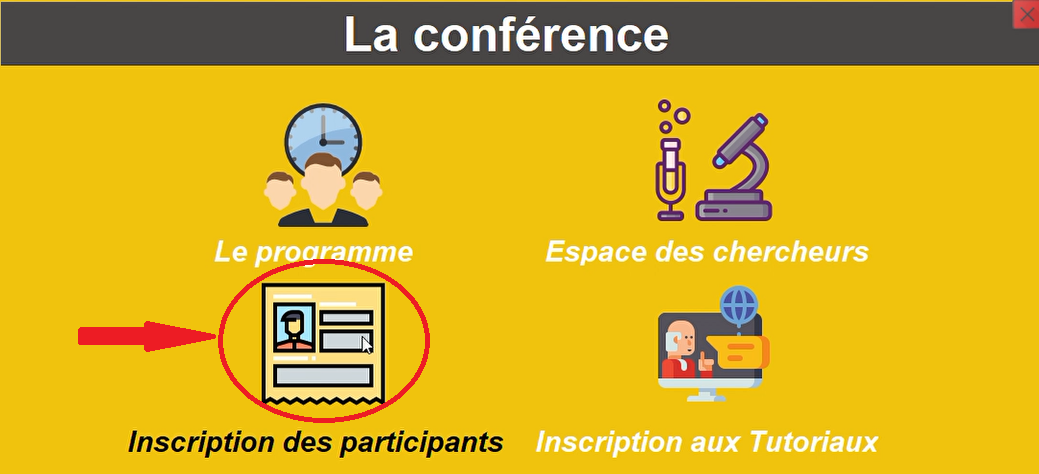 La conférence
Le programme
Espace des chercheurs
Inscription des participants
Inscription aux Tutoriaux